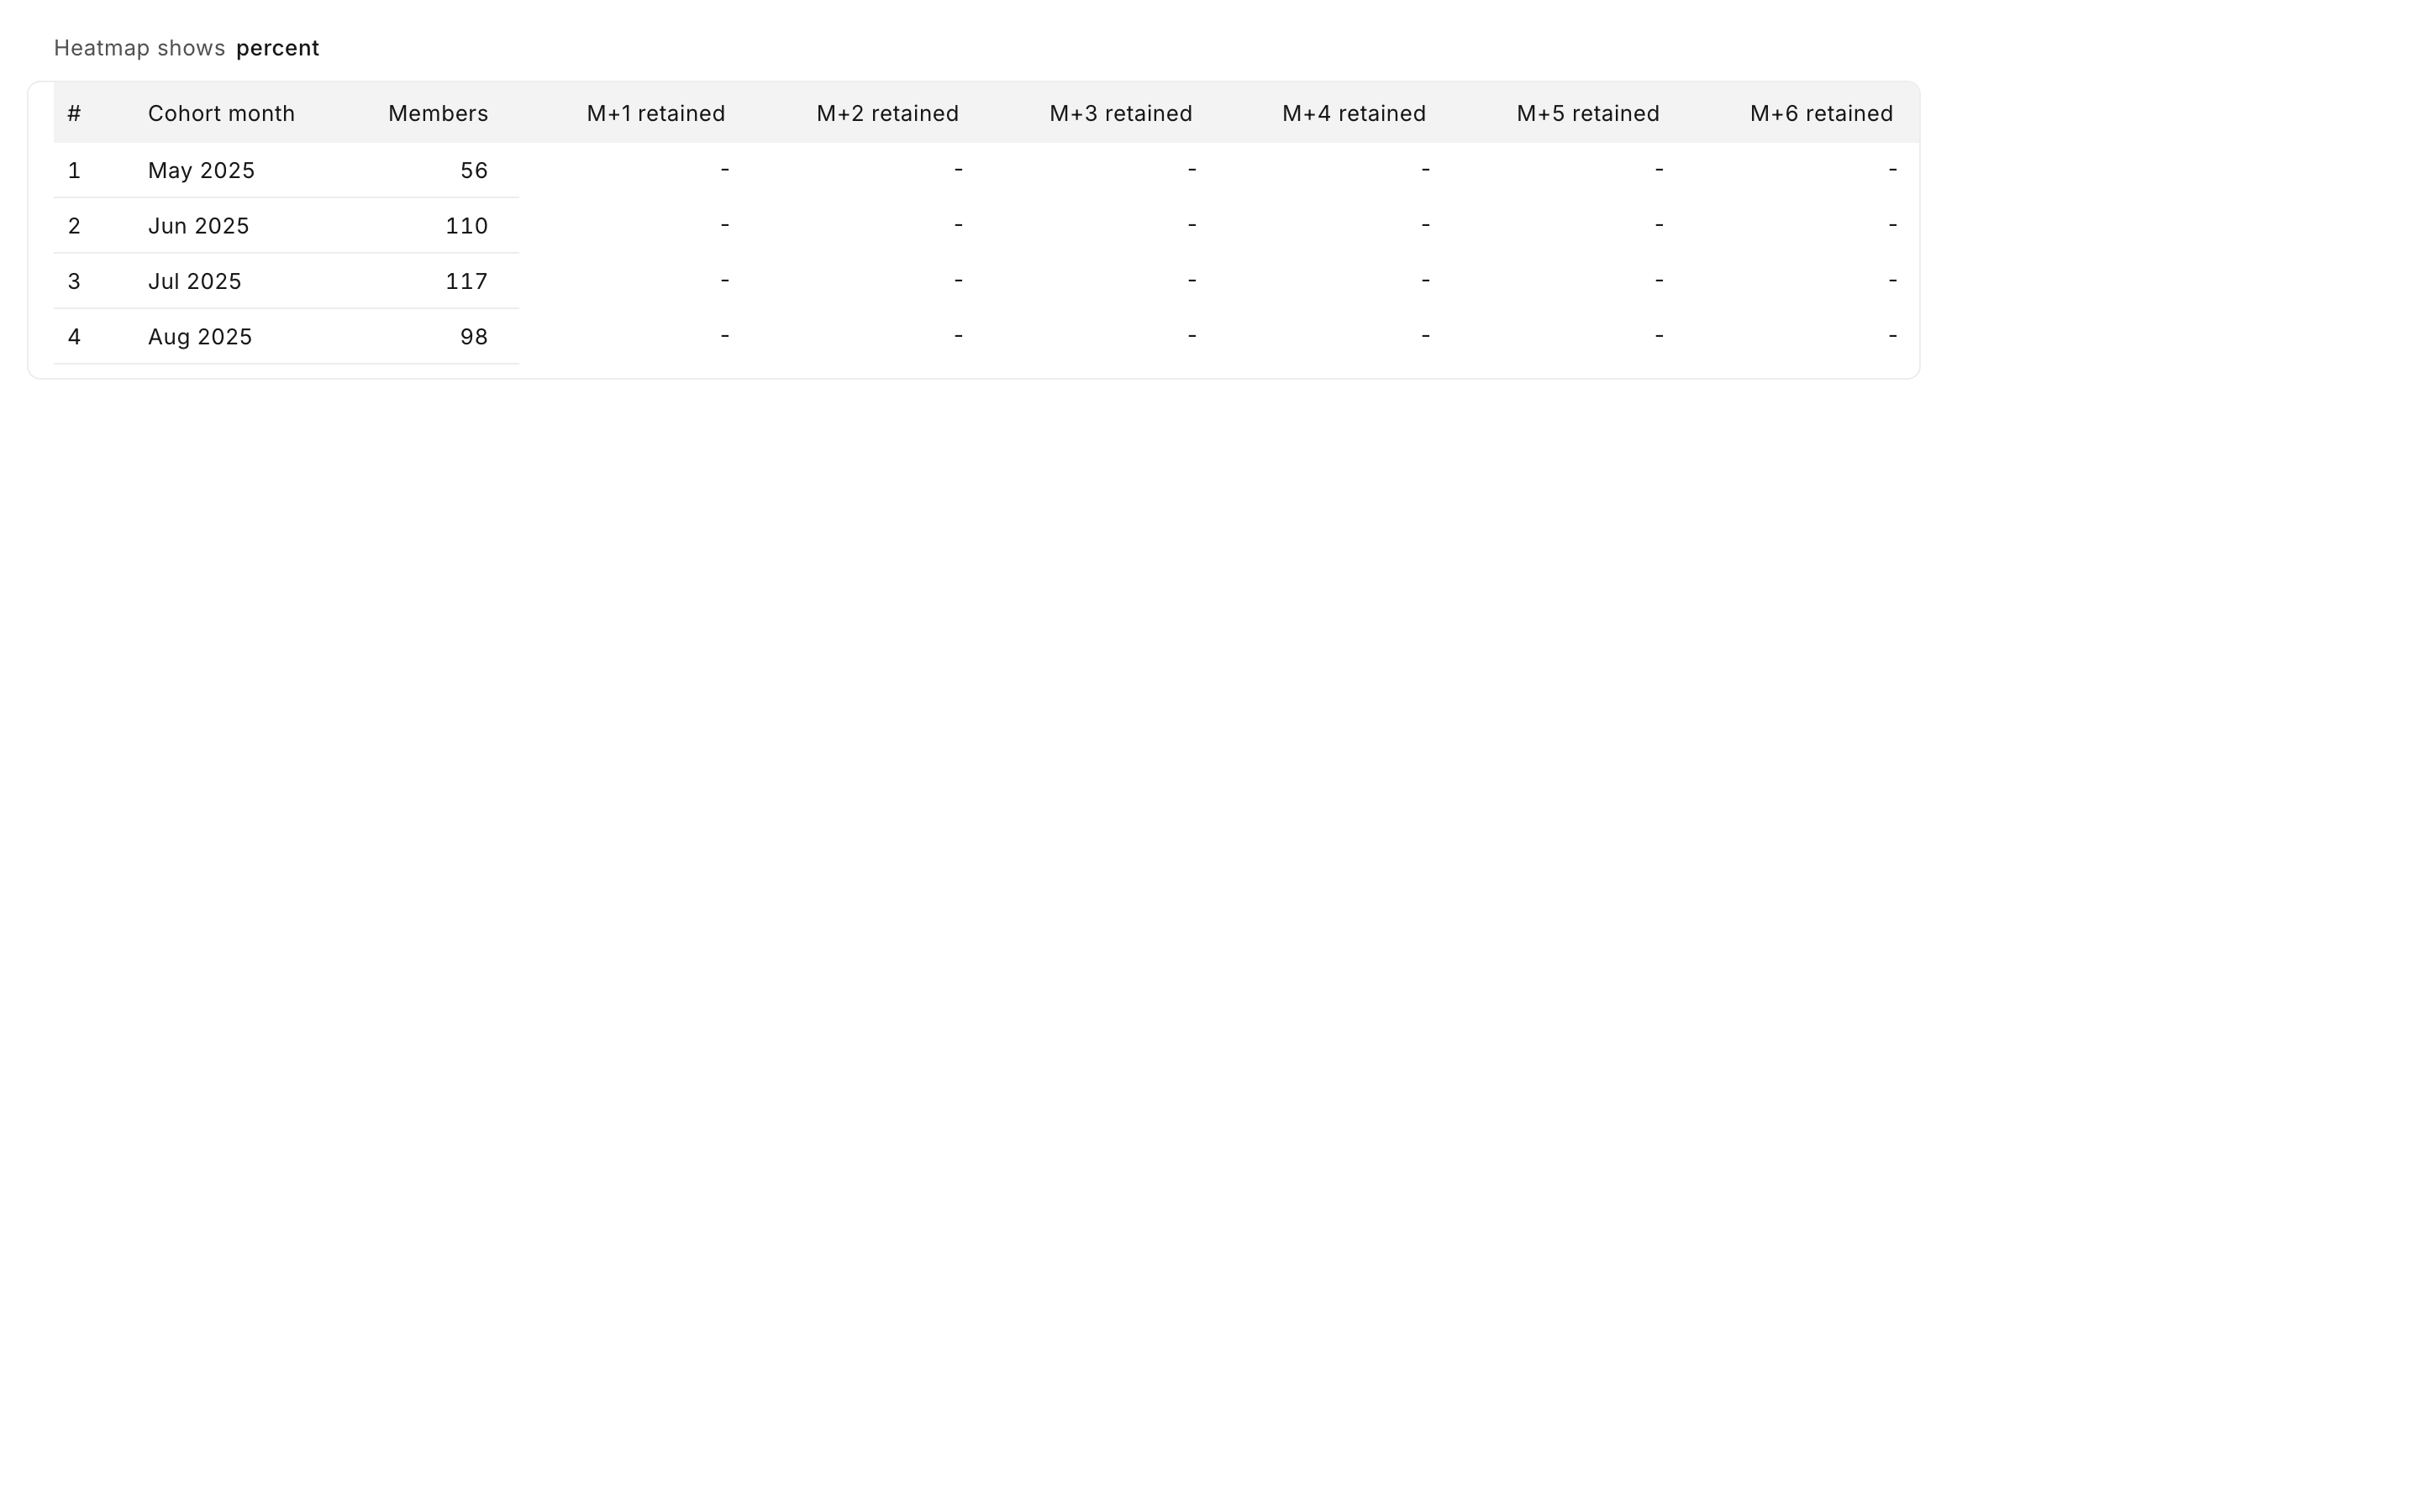 Heatmap shows percent
# Cohort month Members M+1 retained M+2 retained M+3 retained M+4 retained M+5 retained M+6 retained
1 May 2025 56 - - - - - -
2 Jun 2025 110 - - - - - -
3 Jul 2025 117 - - - - - -
4 Aug 2025 98 - - - - - -